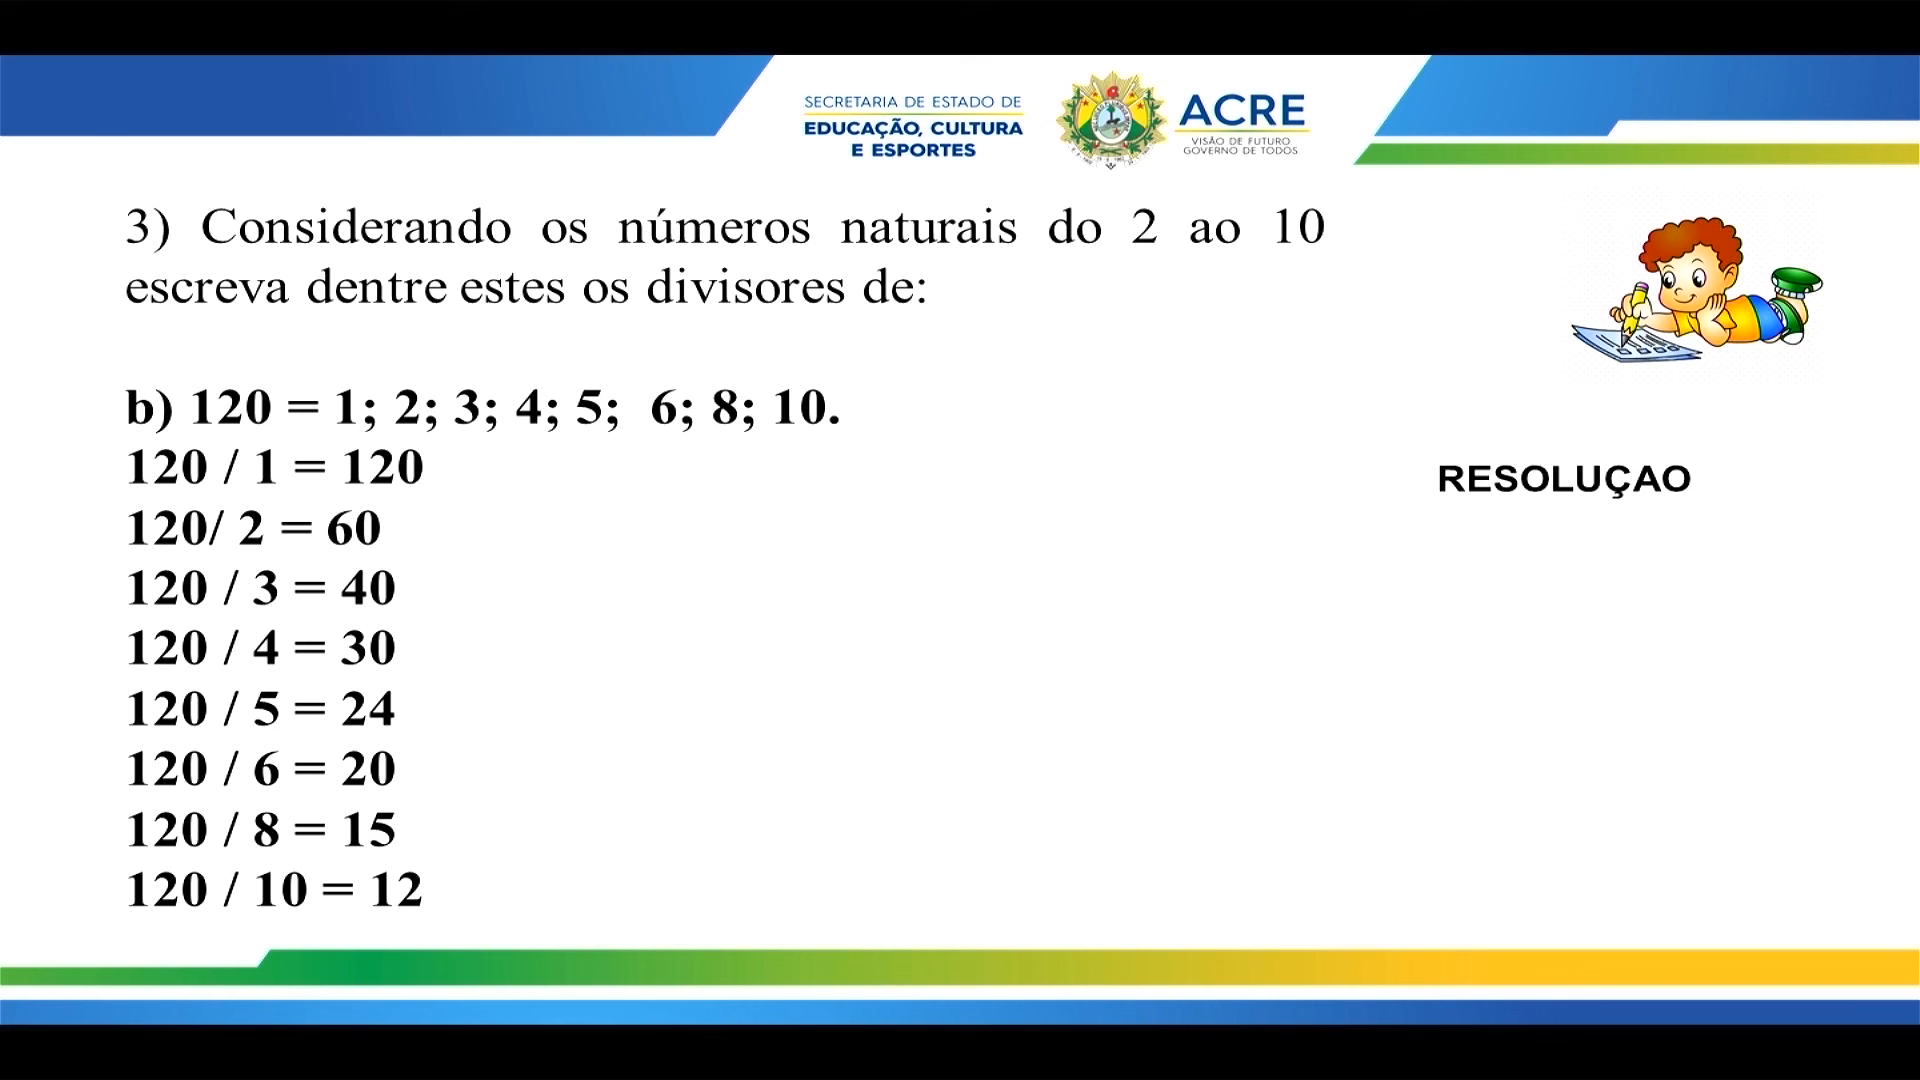 SECRETARIA DE ESTADO DE
EDUCAÇÃO, CULTURA
E ESPORTES
ACRE
VISÃO DE FUTURO
GOVERNO DE TODOS
3) Considerando os números naturais do 2 ao 10
escreva dentre estes os divisores de:
b) 120 = 1; 2; 3; 4; 5; 6; 8; 10.
120 / 1 = 120
120/ 2 = 60
120 / 3 = 40
120 / 4 = 30
120 / 5 = 24
120 / 6 = 20
120 / 8 = 15
120 / 10 = 12
RESOLUÇAO